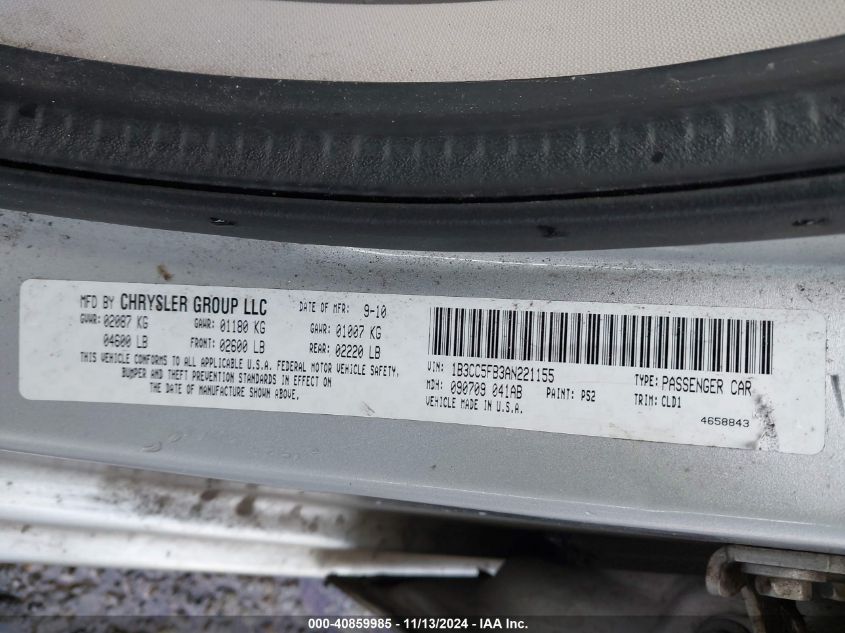 MFD BY CHRYSLER GROUP LLC DATE OF MFR: 9-10
GVWR: 02087 KG GAWR: 01180 KG GAWR: 01007 KG
04600 LB FRONT: 02600 LB REAR: 02220 LB
THIS VEHICLE CONFORMS TO ALL APPLICABLE U.S.A. FEDERAL MOTOR VEHICLE SAFETY,
BUMPER AND THEFT PREVENTION STANDARDS IN EFFECT ON
THE DATE OF MANUFACTURE SHOWN ABOVE.
VIN: 1B3CC5FB3AN221155 TYPE: PASSENGER CAR
MDH: 090709 041AB PAINT: PS2 TRIM: CLD1
VEHICLE MADE IN U.S.A.
4658843
000-40859985 - 11/13/2024 - IAA Inc.